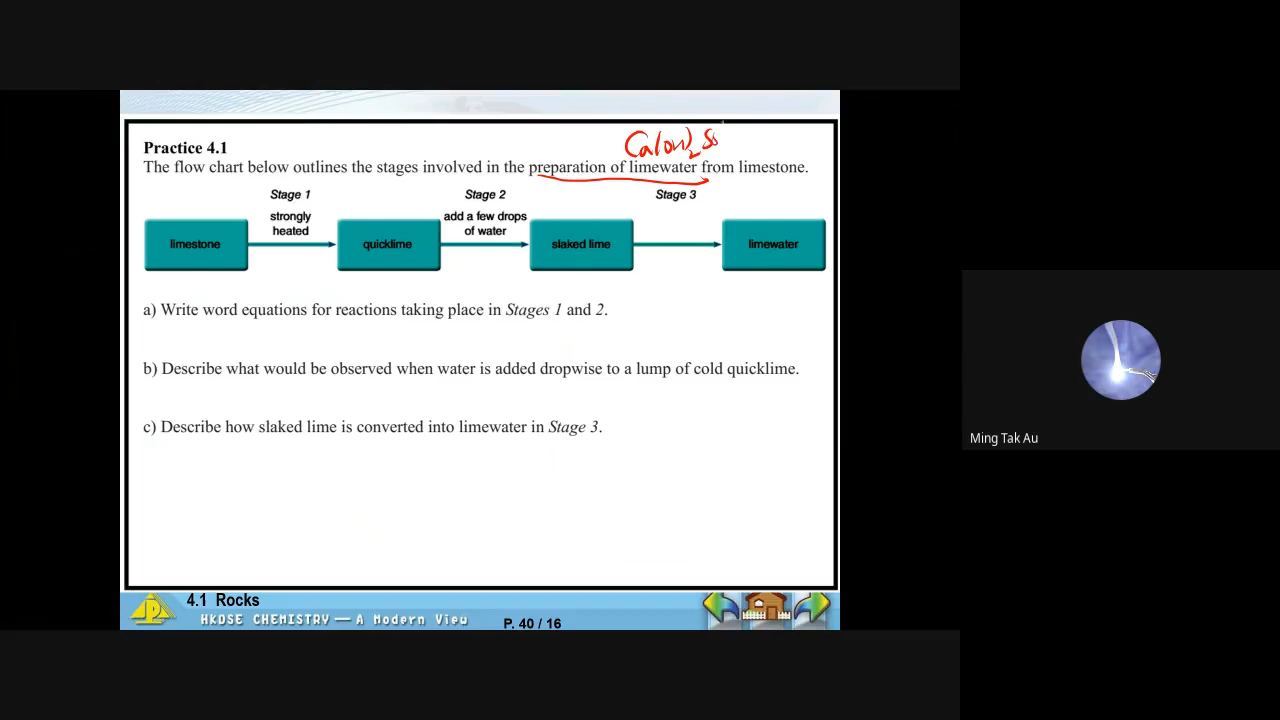 Practice 4.1
Ca(OH)2 so
The flow chart below outlines the stages involved in the preparation of limewater from limestone.
Stage 1 Stage 2 Stage 3
strongly heated
add a few drops of water
limestone quicklime slaked lime limewater
a) Write word equations for reactions taking place in Stages 1 and 2.
b) Describe what would be observed when water is added dropwise to a lump of cold quicklime.
c) Describe how slaked lime is converted into limewater in Stage 3.
Ming Tak Au
4.1 Rocks
HKDSE CHEMISTRY — A Modern View
P. 40 / 16